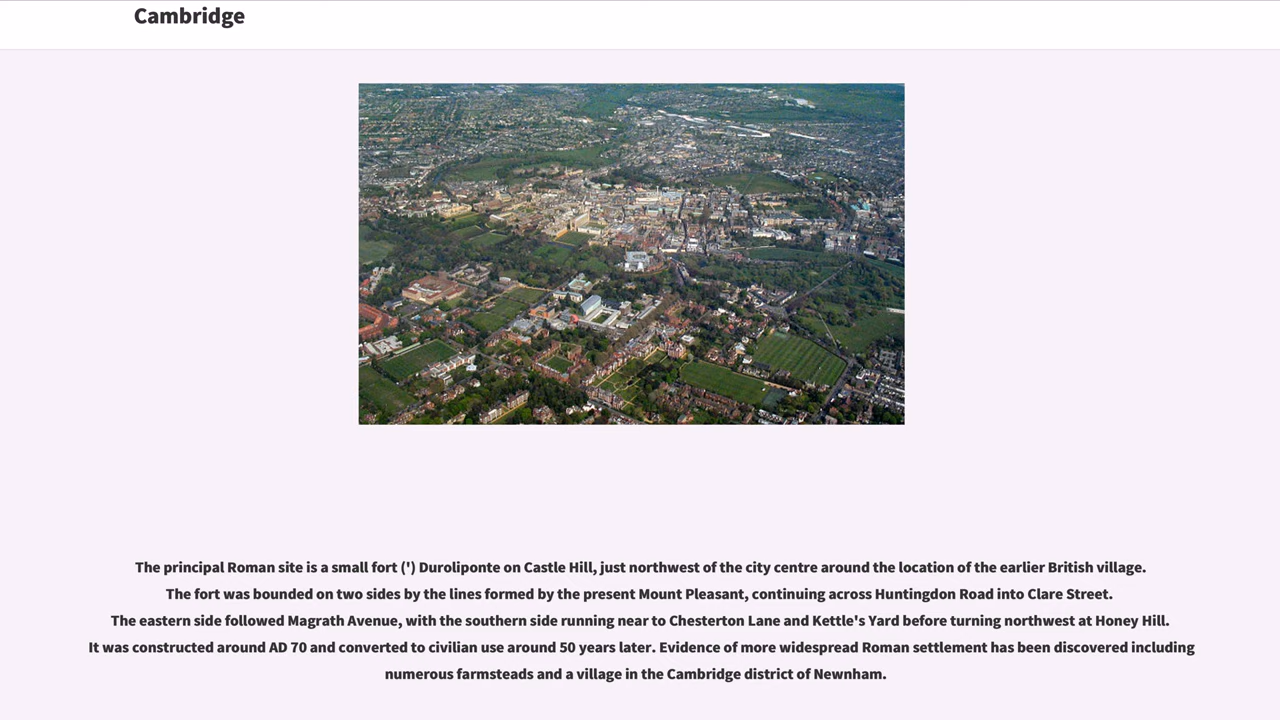 Cambridge
The principal Roman site is a small fort (') Duroliponte on Castle Hill, just northwest of the city centre around the location of the earlier British village.
The fort was bounded on two sides by the lines formed by the present Mount Pleasant, continuing across Huntingdon Road into Clare Street.
The eastern side followed Magrath Avenue, with the southern side running near to Chesterton Lane and Kettle's Yard before turning northwest at Honey Hill.
It was constructed around AD 70 and converted to civilian use around 50 years later. Evidence of more widespread Roman settlement has been discovered including
numerous farmsteads and a village in the Cambridge district of Newnham.